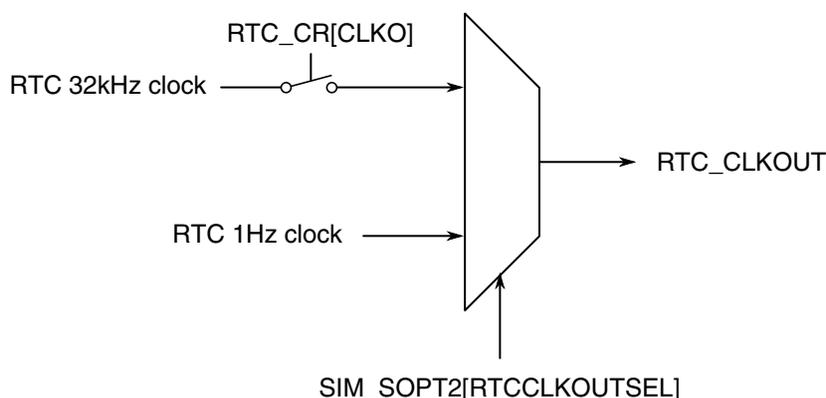 RTC_CR[CLKO]
RTC 32kHz clock
RTC_CLKOUT
RTC 1Hz clock
SIM_SOPT2[RTCCLKOUTSEL]